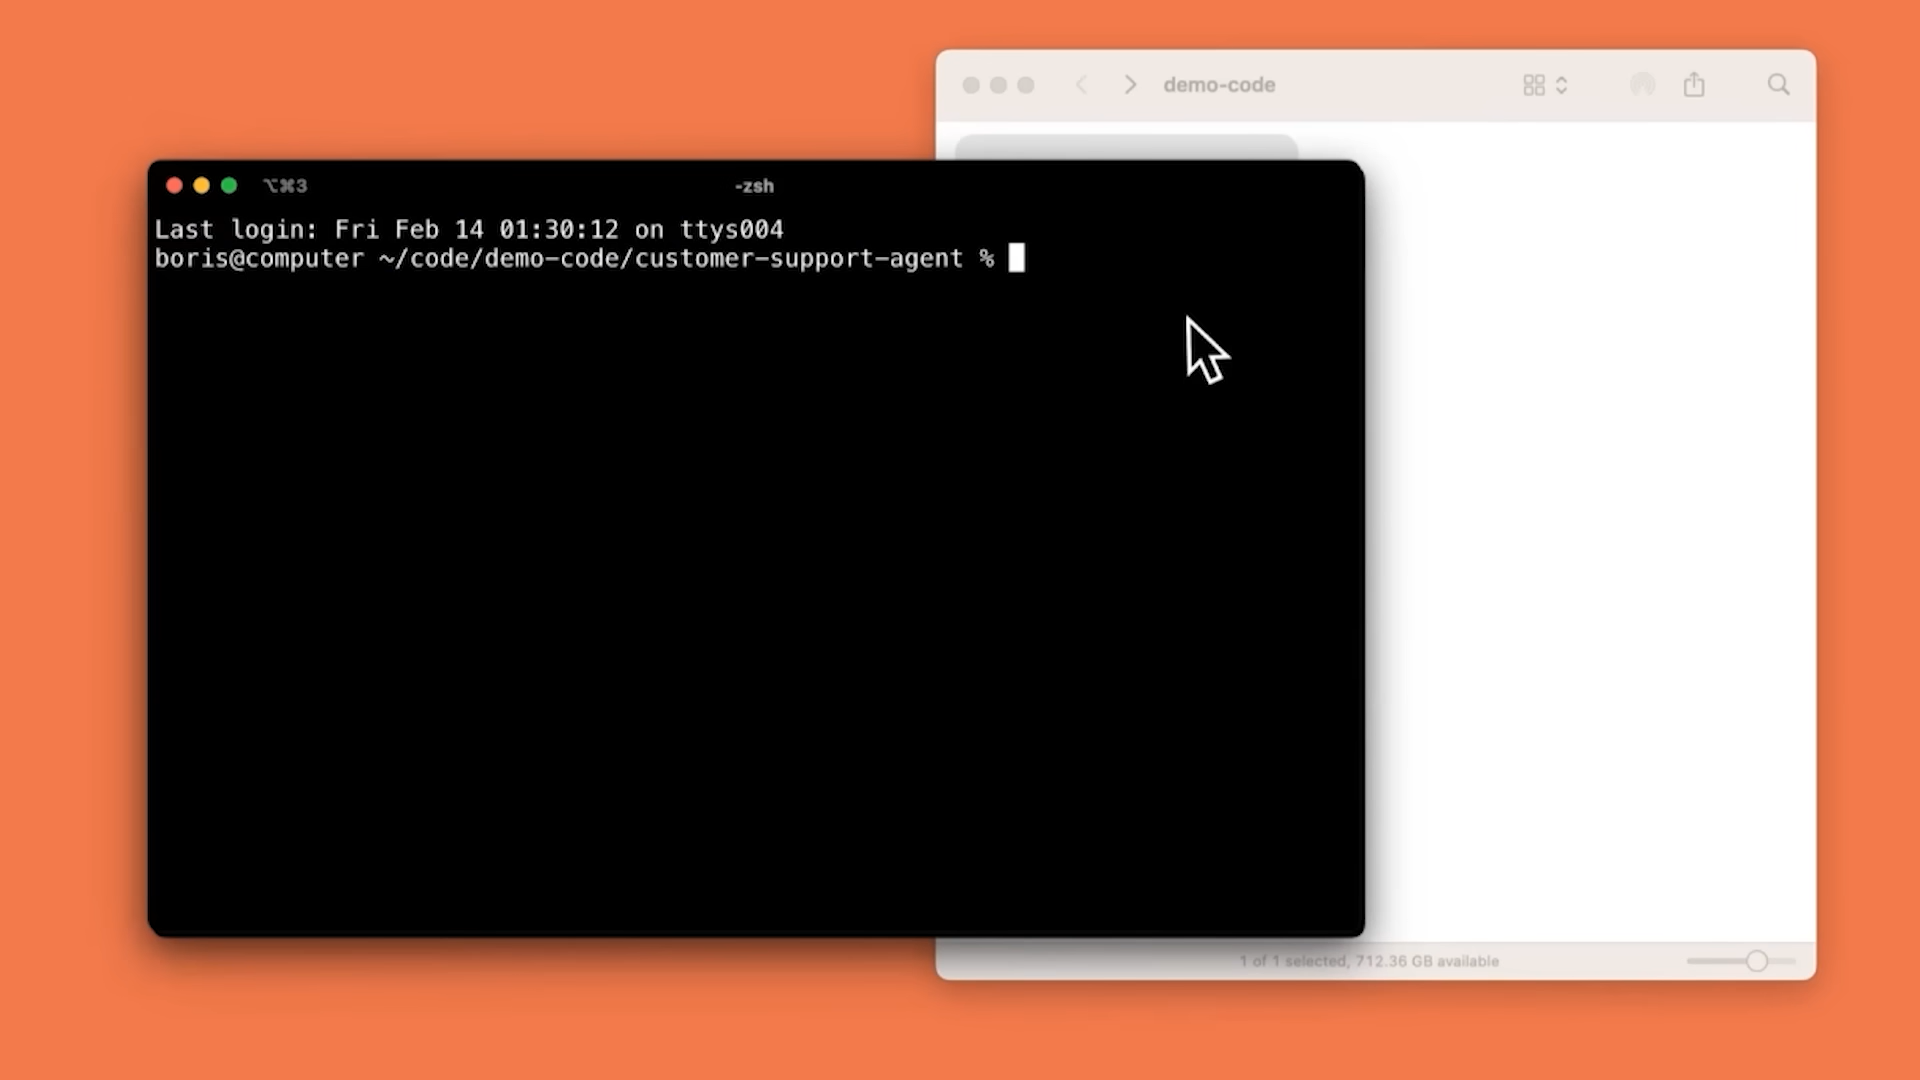 demo-code
⌥⌘3
-zsh
Last login: Fri Feb 14 01:30:12 on ttys004
boris@computer ~/code/demo-code/customer-support-agent %
1 of 1 selected, 712.36 GB available